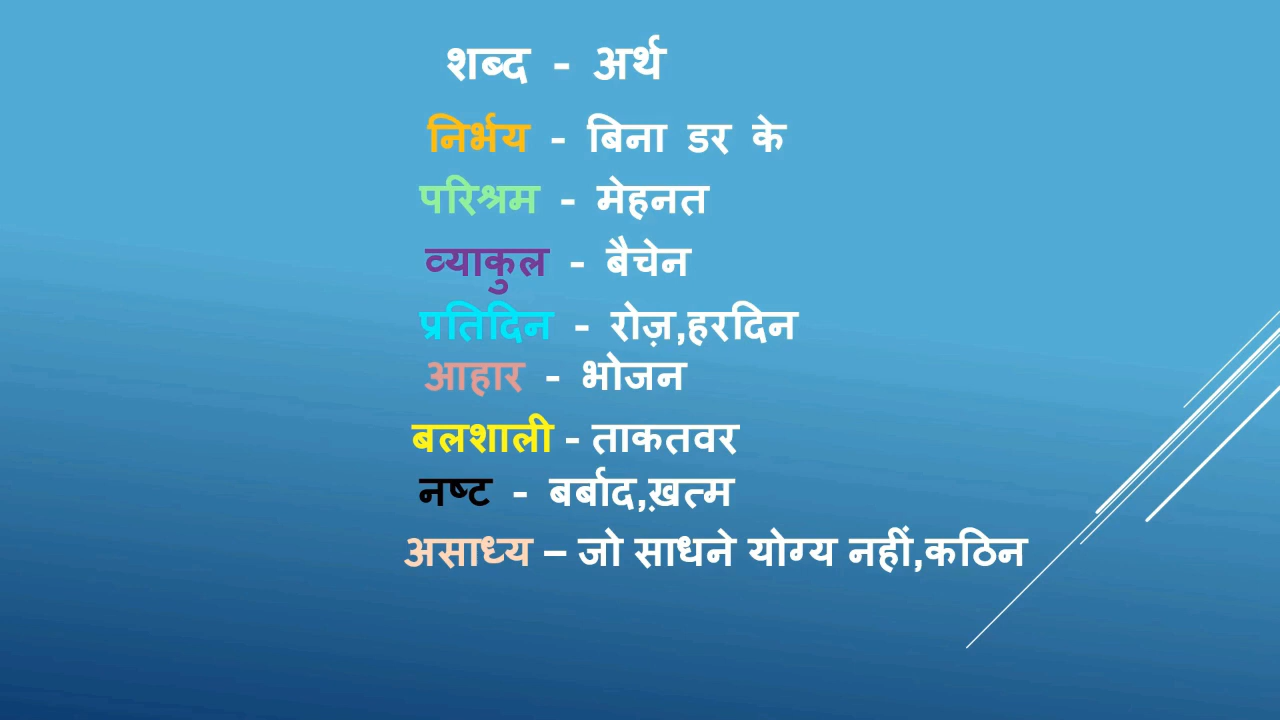 शब्द - अर्थ
निर्भय - बिना डर के
परिश्रम - मेहनत
व्याकुल - बैचेन
प्रतिदिन - रोज़,हरदिन
आहार - भोजन
बलशाली - ताकतवर
नष्ट - बर्बाद,ख़त्म
असाध्य – जो साधने योग्य नहीं,कठिन